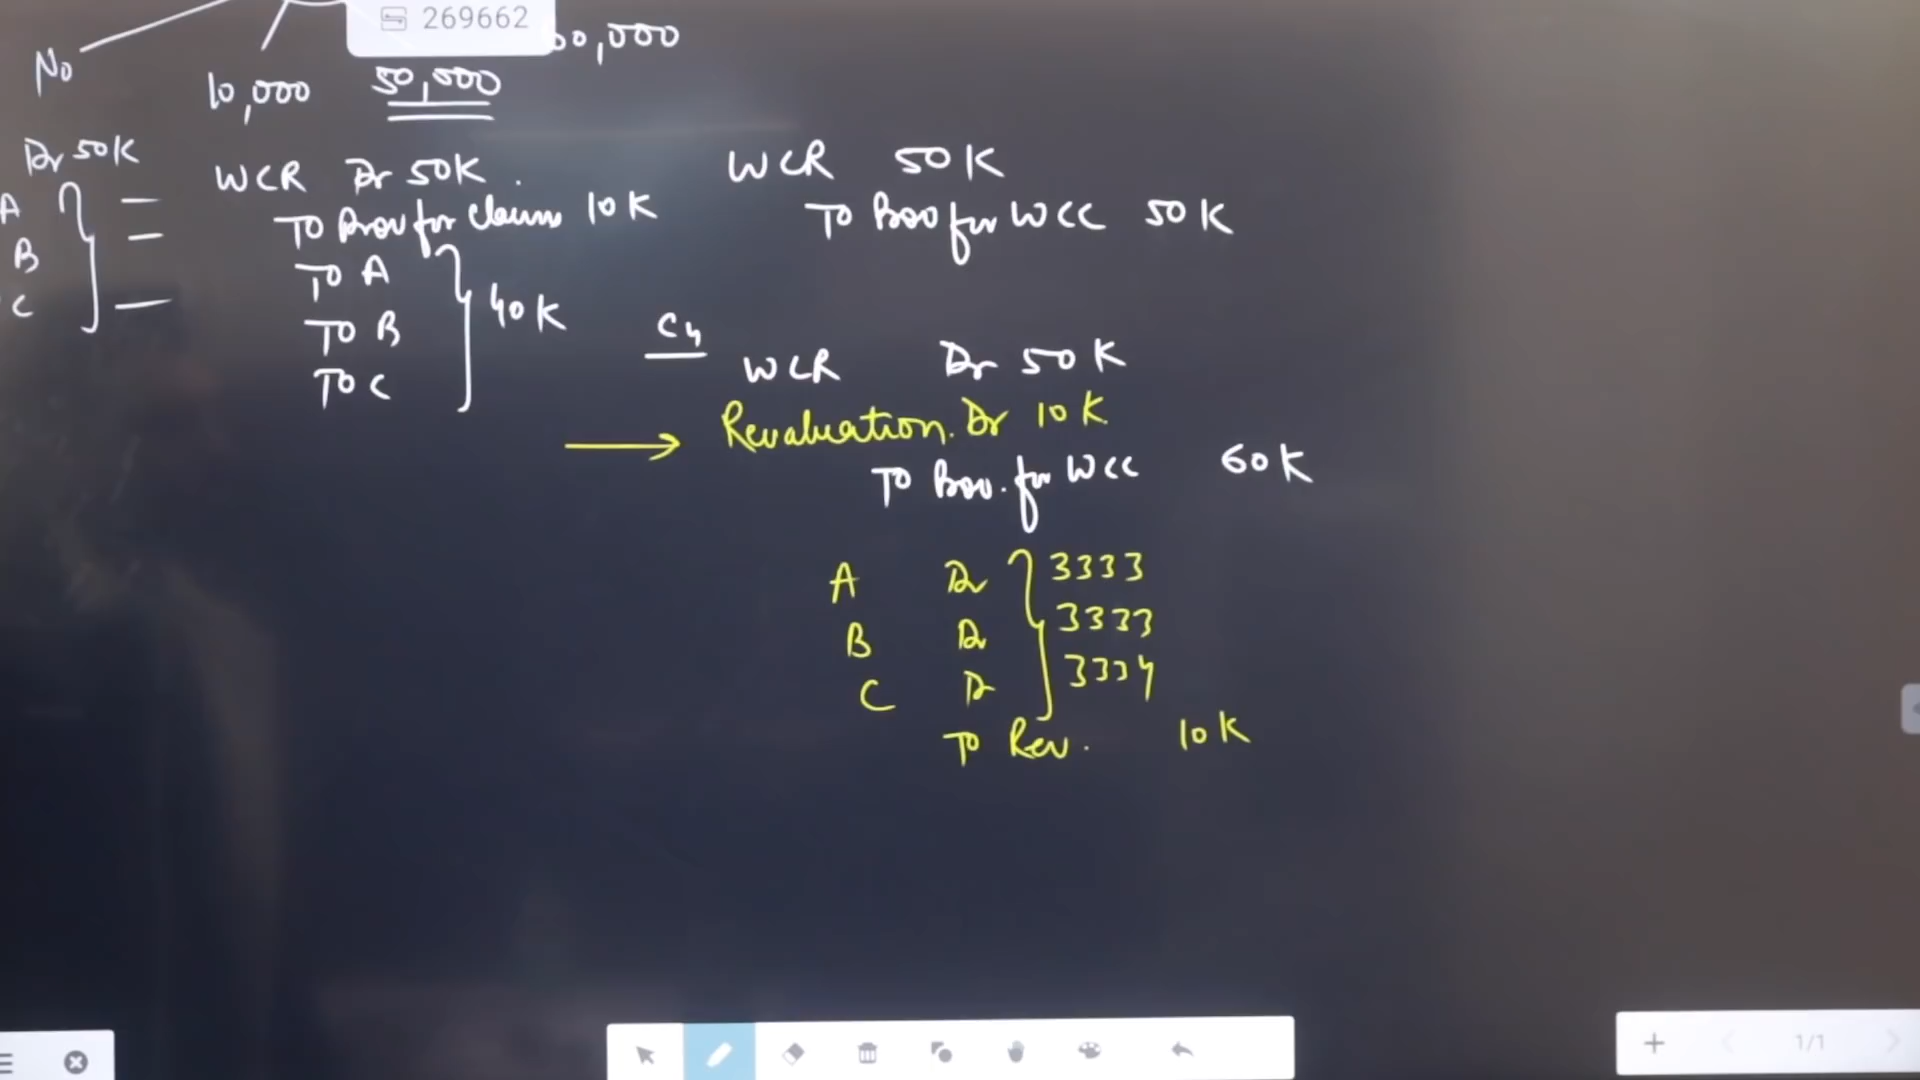 269662
No
10,000
50,000
60,000
Dr 50K
A
B
C
WCR Dr 50K.
To Prov for claim 10K
To A
To B
To C
40K
WCR 50K
To Prov for WCC 50K
C4
WCR Dr 50K
Revaluation. Dr 10K
To Prov. for WCC 60K
A Dr 3333
B Dr 3333
C Dr 3334
To Rev. 10K
1/1